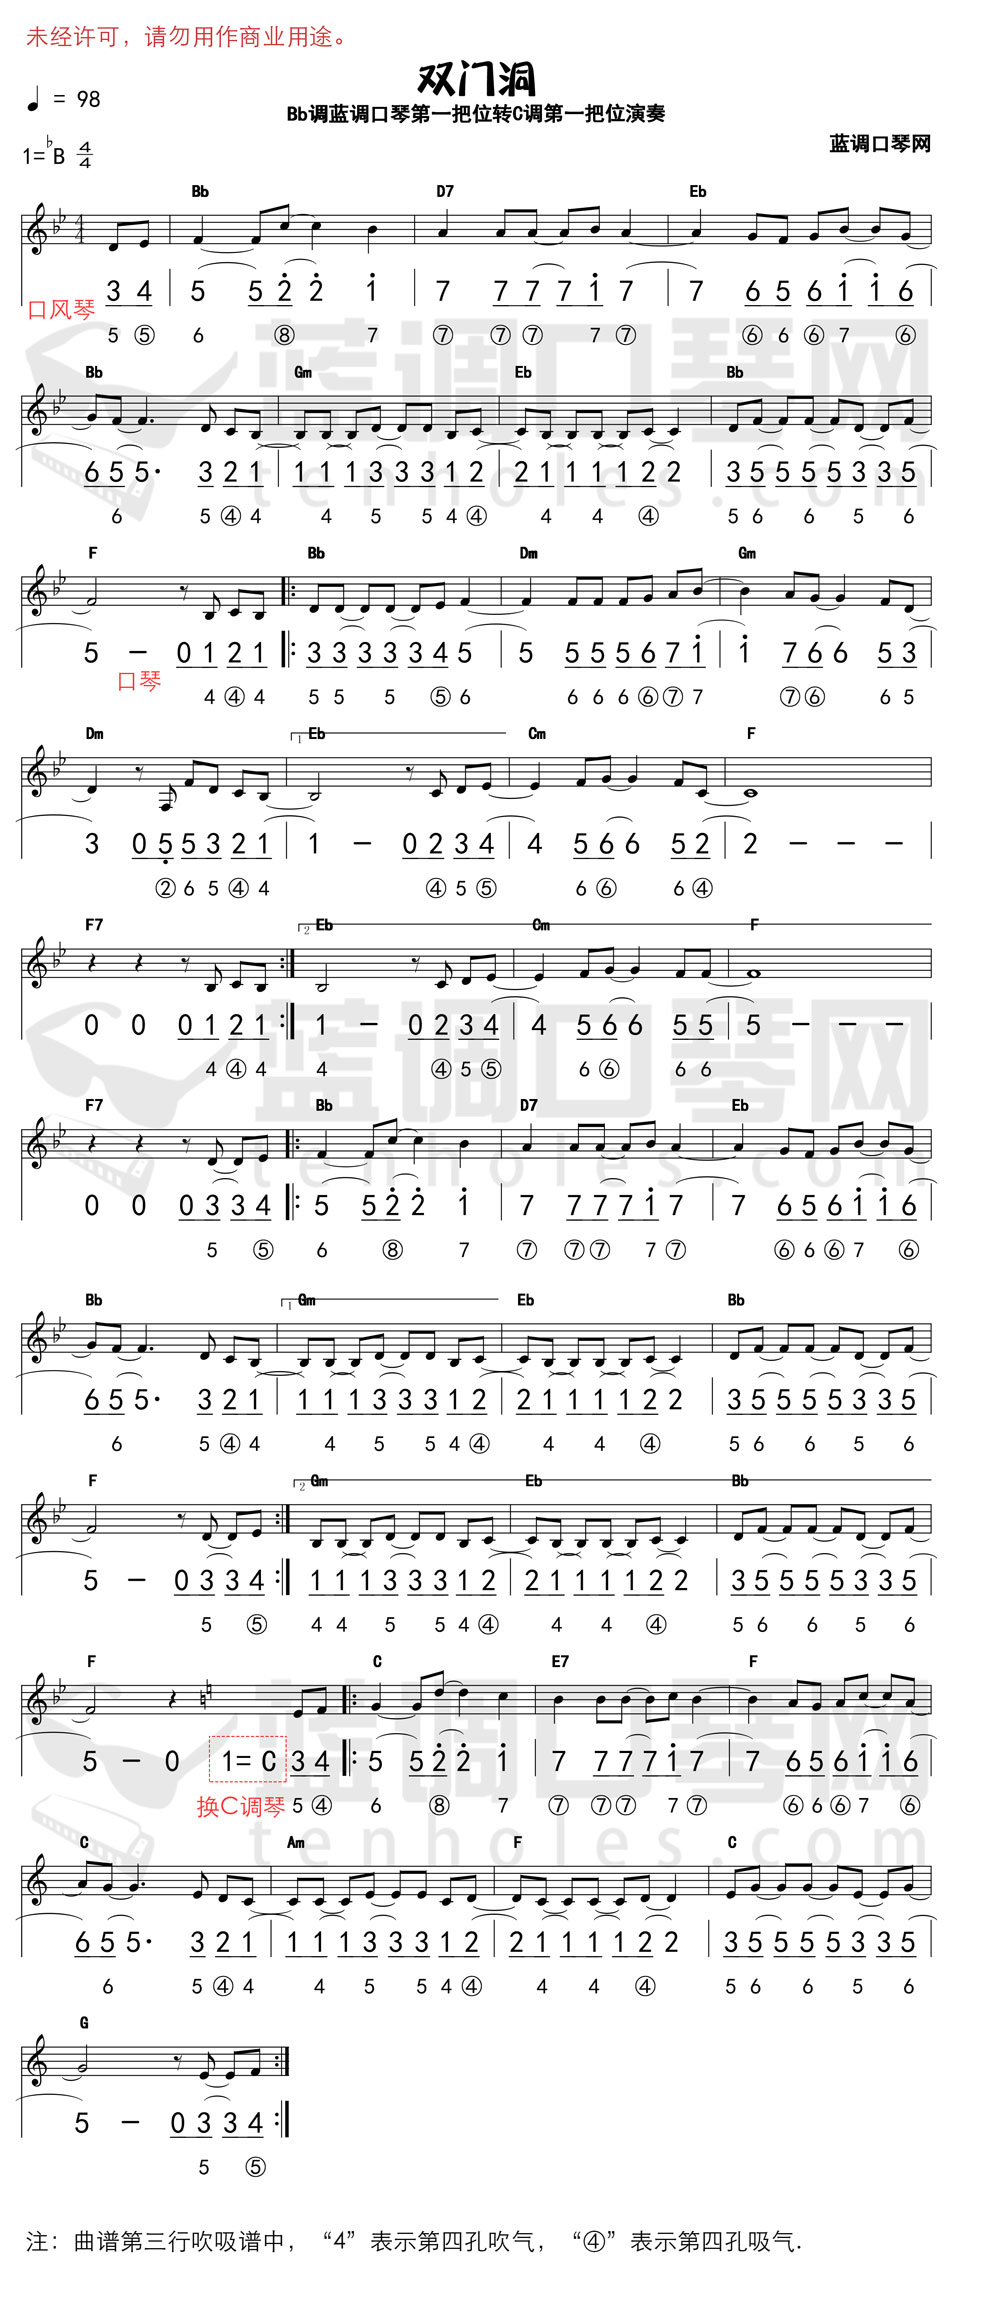 未经许可，请勿用作商业用途。
双门洞
♩ = 98
Bb调蓝调口琴第一把位转C调第一把位演奏
1=♭B 4/4
蓝调口琴网
Bb D7 Eb
3 4 | 5 5 2̇ 2̇ 1̇ | 7 7 7 7 1̇ 7 | 7 6 5 6 1̇ 1̇ 6
口风琴
5 ⑤ 6 ⑧ 7 ⑦ ⑦ ⑦ 7 ⑦ ⑥ 6 ⑥ 7 ⑥
蓝调口琴网
Bb Gm Eb Bb
6 5 5· 3 2 1 | 1 1 1 3 3 3 1 2 | 2 1 1 1 1 2 2 | 3 5 5 5 5 3 3 5
tenholes.com
6 5 ④ 4 4 5 5 4 ④ 4 4 ④ 5 6 6 5 6
F Bb Dm Gm
5 – 0 1 2 1 |: 3 3 3 3 3 4 5 | 5 5 5 5 6 7 1̇ | 1̇ 7 6 6 5 3
口琴
4 ④ 4 5 5 5 ⑤ 6 6 6 6 ⑥ ⑦ 7 ⑦ ⑥ 6 5
Dm 1 Eb Cm F
3 0 5̣ 5 3 2 1 | 1 – 0 2 3 4 | 4 5 6 6 5 2 | 2 – – –
② 6 5 ④ 4 ④ 5 ⑤ 6 ⑥ 6 ④
F7 2 Eb Cm F
0 0 0 1 2 1 :| 1 – 0 2 3 4 | 4 5 6 6 5 5 | 5 – – –
4 ④ 4 4 ④ 5 ⑤ 6 ⑥ 6 6
蓝调口琴网
F7 Bb D7 Eb
tenholes.com
0 0 0 3 3 4 |: 5 5 2̇ 2̇ 1̇ | 7 7 7 7 1̇ 7 | 7 6 5 6 1̇ 1̇ 6
5 ⑤ 6 ⑧ 7 ⑦ ⑦ ⑦ 7 ⑦ ⑥ 6 ⑥ 7 ⑥
Bb 1 Gm Eb Bb
6 5 5· 3 2 1 | 1 1 1 3 3 3 1 2 | 2 1 1 1 1 2 2 | 3 5 5 5 5 3 3 5
6 5 ④ 4 4 5 5 4 ④ 4 4 ④ 5 6 6 5 6
F 2 Gm Eb Bb
5 – 0 3 3 4 :| 1 1 1 3 3 3 1 2 | 2 1 1 1 1 2 2 | 3 5 5 5 5 3 3 5
5 ⑤ 4 4 5 5 4 ④ 4 4 ④ 5 6 6 5 6
F C E7 F
5 – 0 1= C 3 4 |: 5 5 2̇ 2̇ 1̇ | 7 7 7 7 1̇ 7 | 7 6 5 6 1̇ 1̇ 6
换C调琴 5 ④ 6 ⑧ 7 ⑦ ⑦ ⑦ 7 ⑦ ⑥ 6 ⑥ 7 ⑥
蓝调口琴网
tenholes.com
C Am F C
6 5 5· 3 2 1 | 1 1 1 3 3 3 1 2 | 2 1 1 1 1 2 2 | 3 5 5 5 5 3 3 5
6 5 ④ 4 4 5 5 4 ④ 4 4 ④ 5 6 6 5 6
G
5 – 0 3 3 4 :|
5 ⑤
注：曲谱第三行吹吸谱中，“4”表示第四孔吹气，“④”表示第四孔吸气.